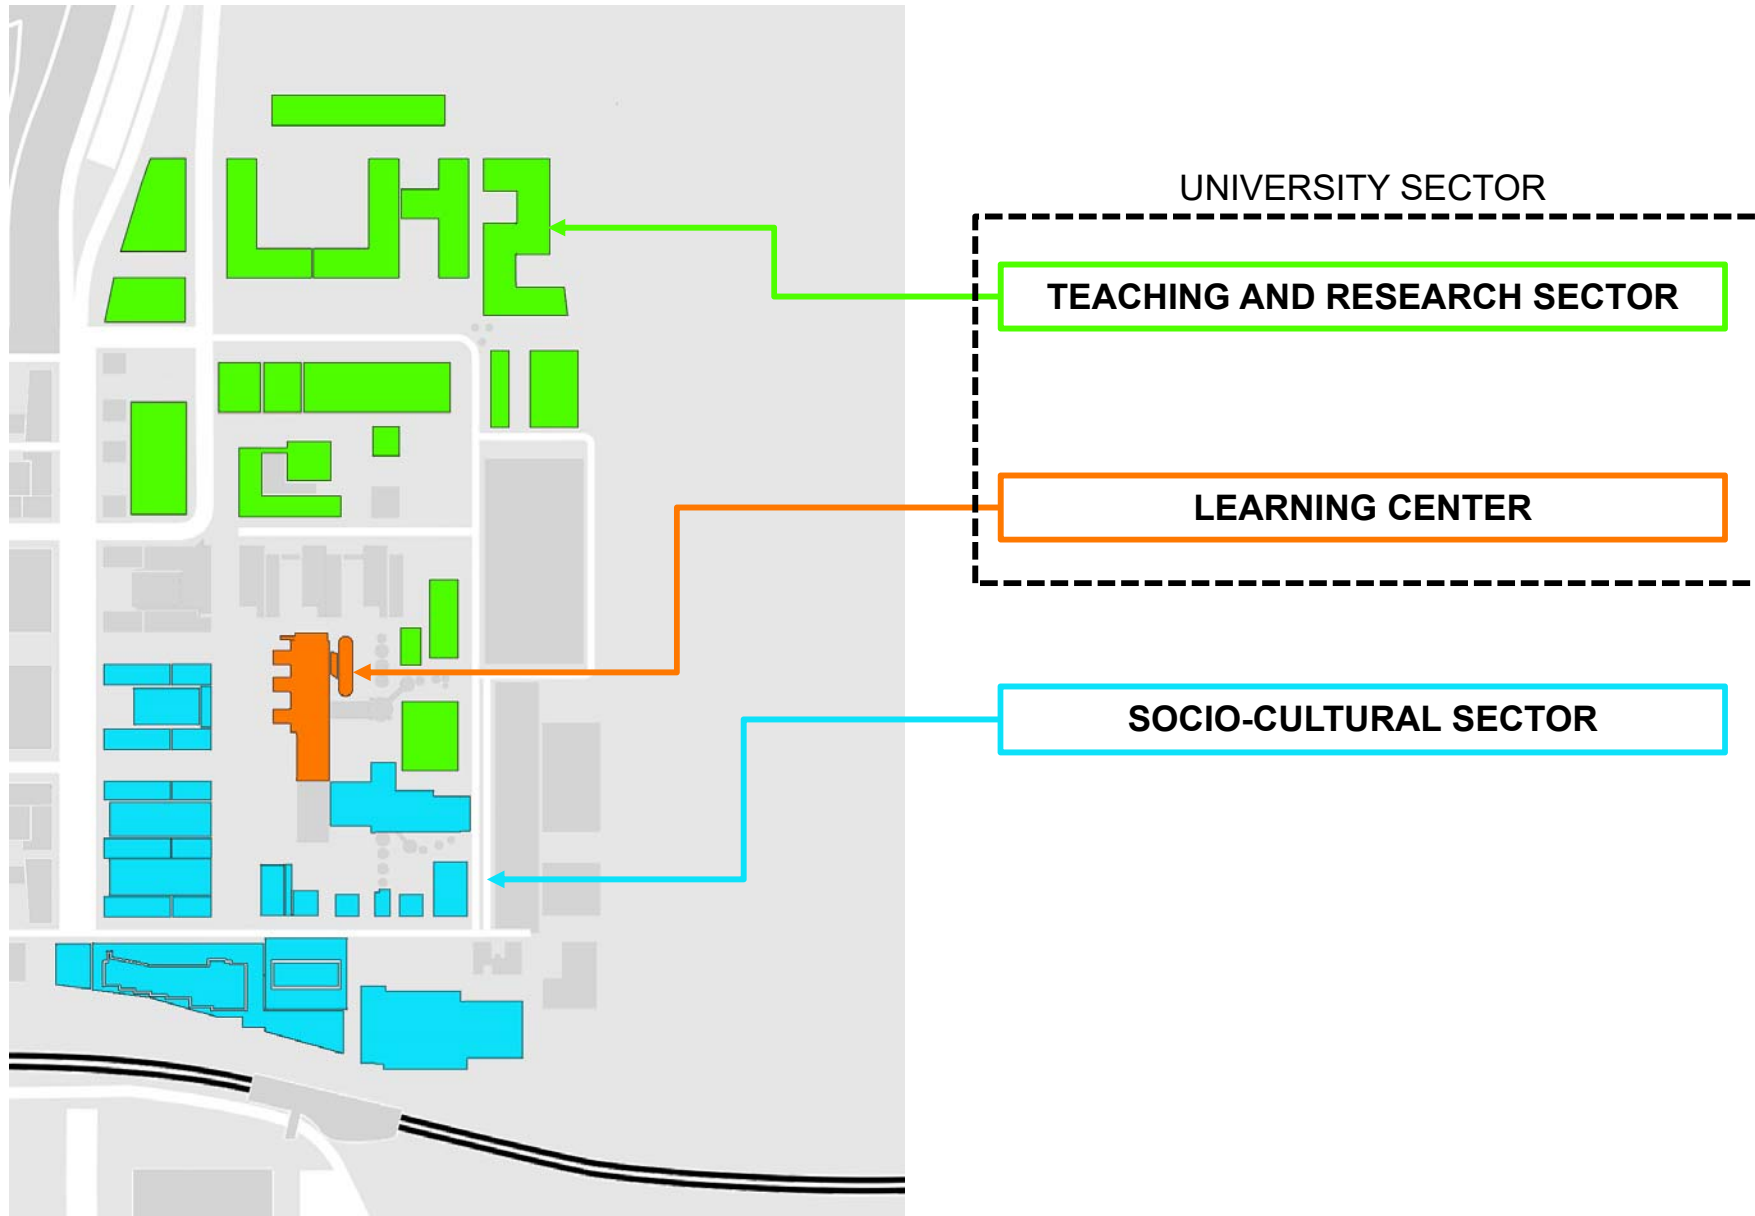 UNIVERSITY SECTOR
TEACHING AND RESEARCH SECTOR
LEARNING CENTER
SOCIO-CULTURAL SECTOR